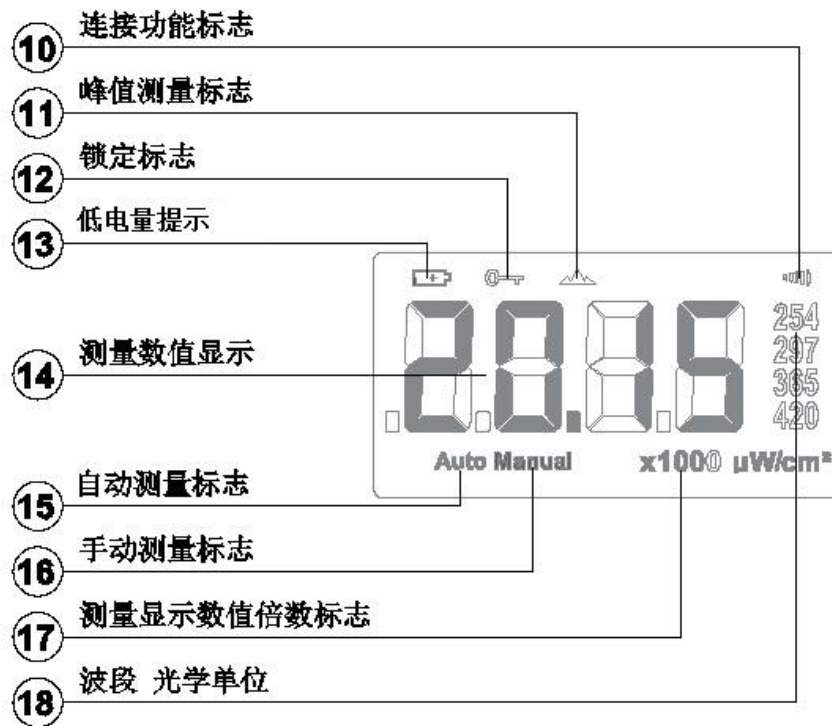 10 连接功能标志
11 峰值测量标志
12 锁定标志
13 低电量提示
254
20.15
297
14 测量数值显示
365
420
Auto Manual x1000 µW/cm²
15 自动测量标志
16 手动测量标志
17 测量显示数值倍数标志
18 波段 光学单位